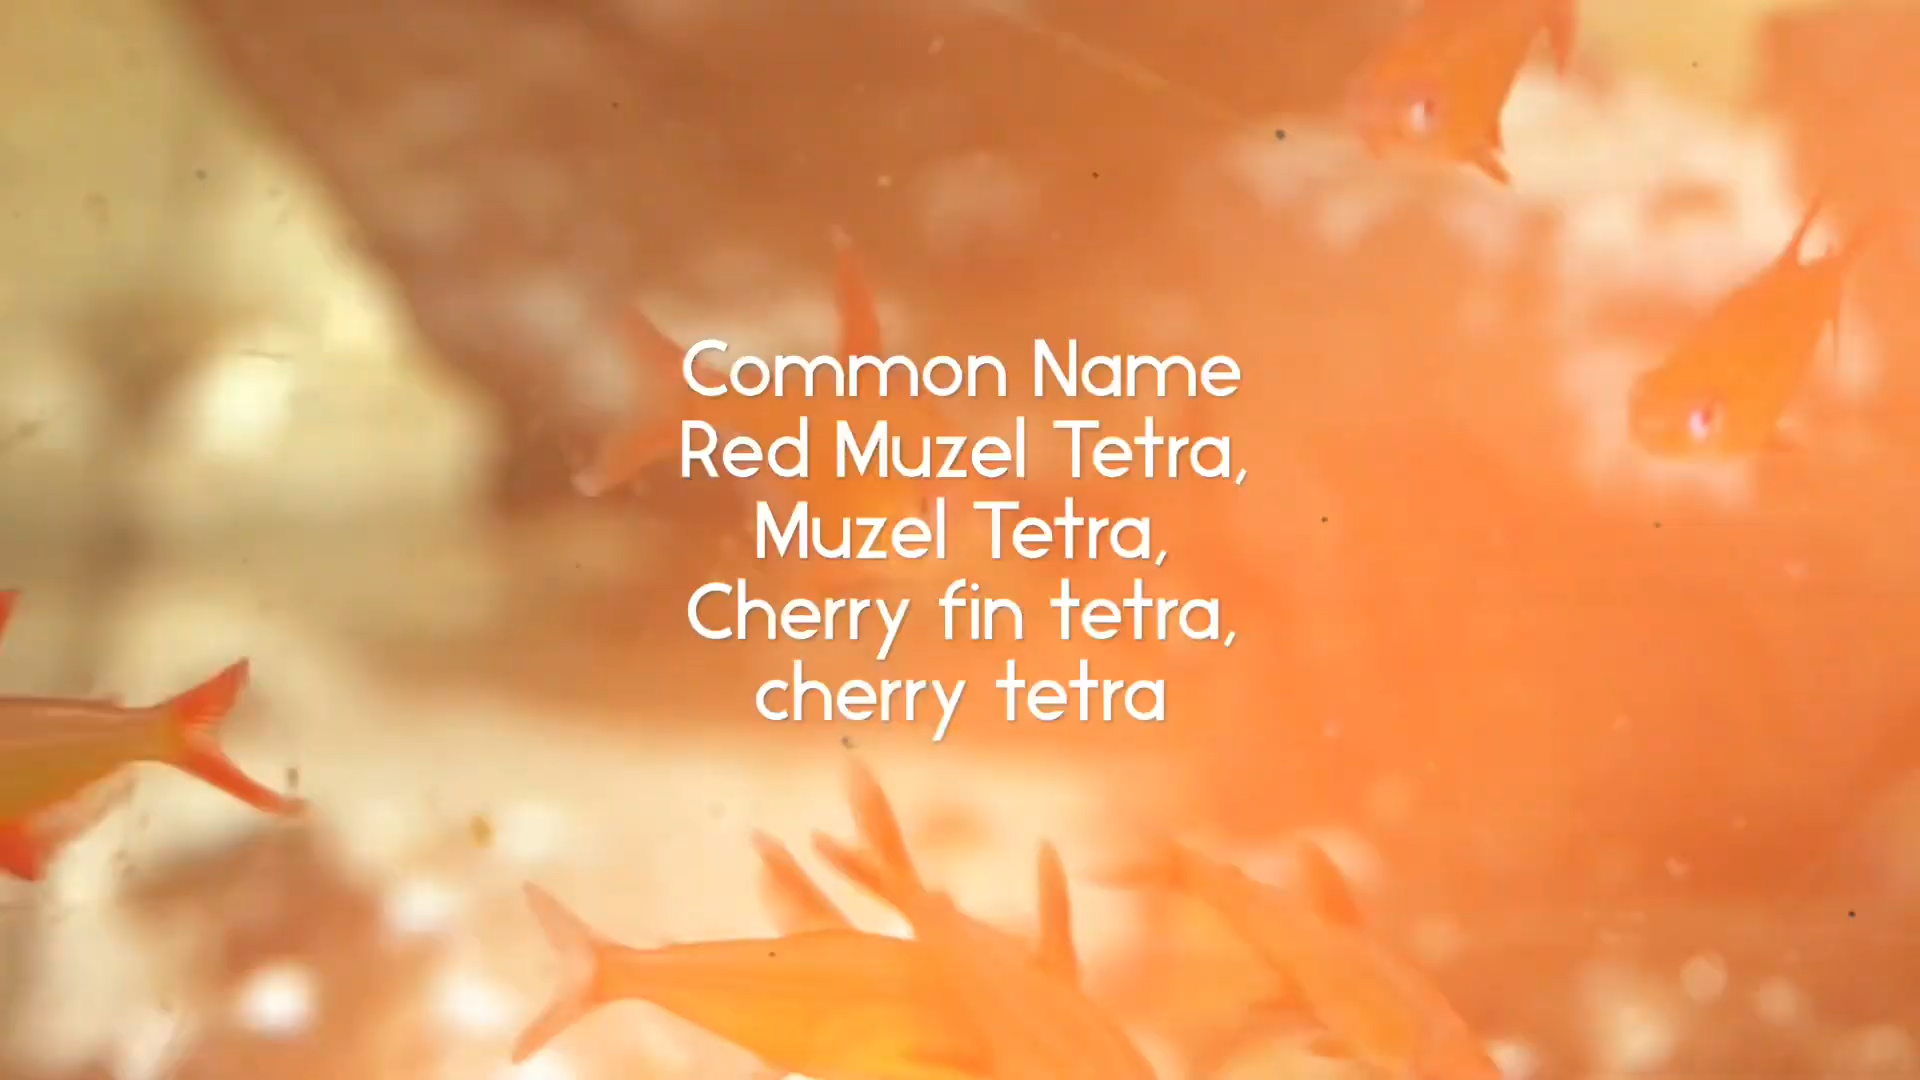 Common Name
Red Muzel Tetra,
Muzel Tetra,
Cherry fin tetra,
cherry tetra